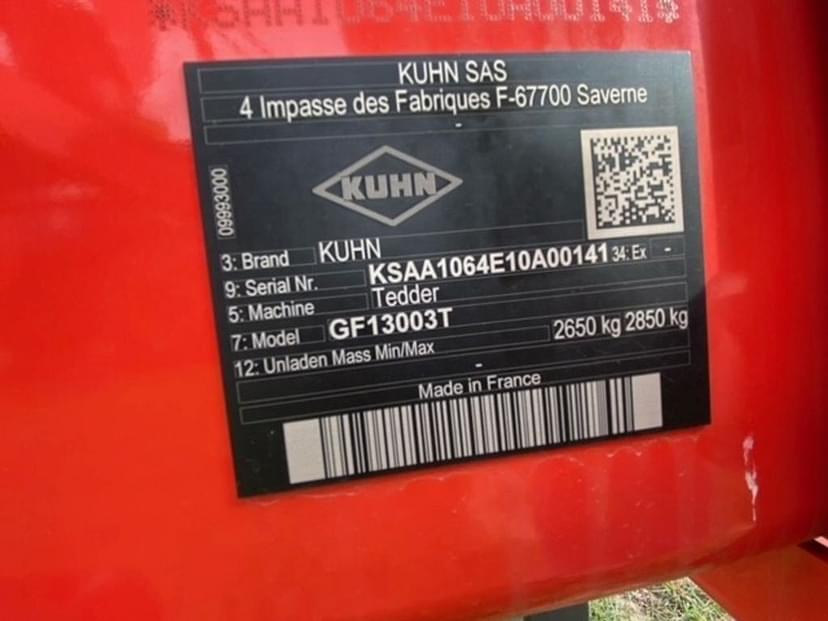 *KSAA1064E10A00141*
KUHN SAS
4 Impasse des Fabriques F-67700 Saverne
-
09993000
KUHN
3: Brand KUHN
9: Serial Nr. KSAA1064E10A00141 34: Ex -
5: Machine Tedder
7: Model GF13003T
12: Unladen Mass Min/Max 2650 kg 2850 kg
-
Made in France